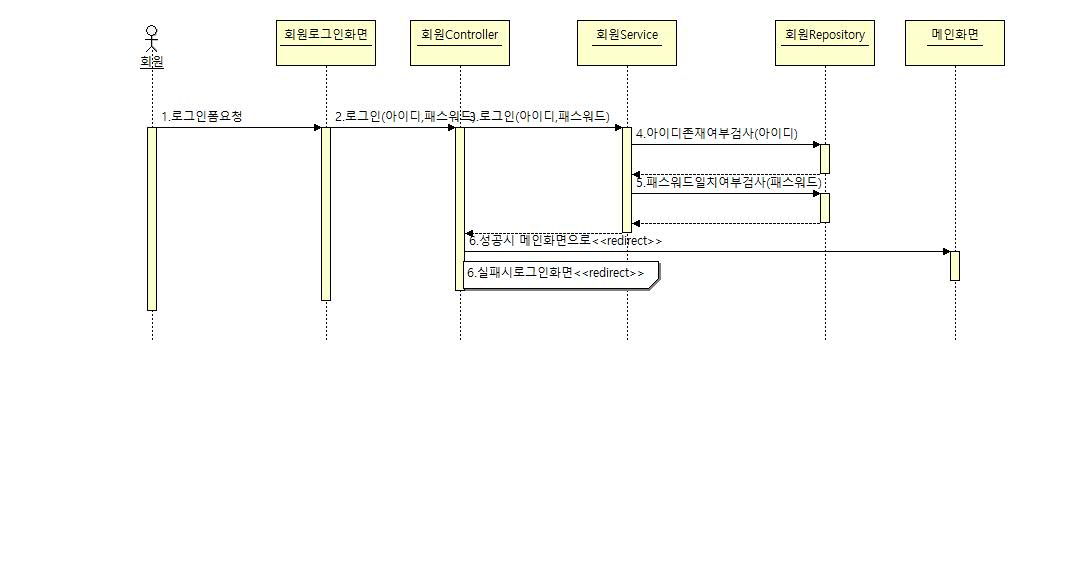 회원
회원로그인화면
회원Controller
회원Service
회원Repository
메인화면
1.로그인폼요청
2.로그인(아이디,패스워드)
3.로그인(아이디,패스워드)
4.아이디존재여부검사(아이디)
5.패스워드일치여부검사(패스워드)
6.성공시 메인화면으로<<redirect>>
6.실패시로그인화면<<redirect>>